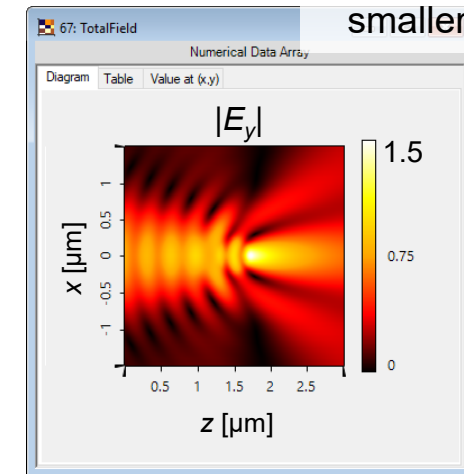 smaller
67: TotalField
Numerical Data Array
Diagram Table Value at (x,y)
|Ey|
1.5
0.75
0
x [µm]
1
0.5
0
-0.5
-1
0.5 1 1.5 2 2.5
z [µm]